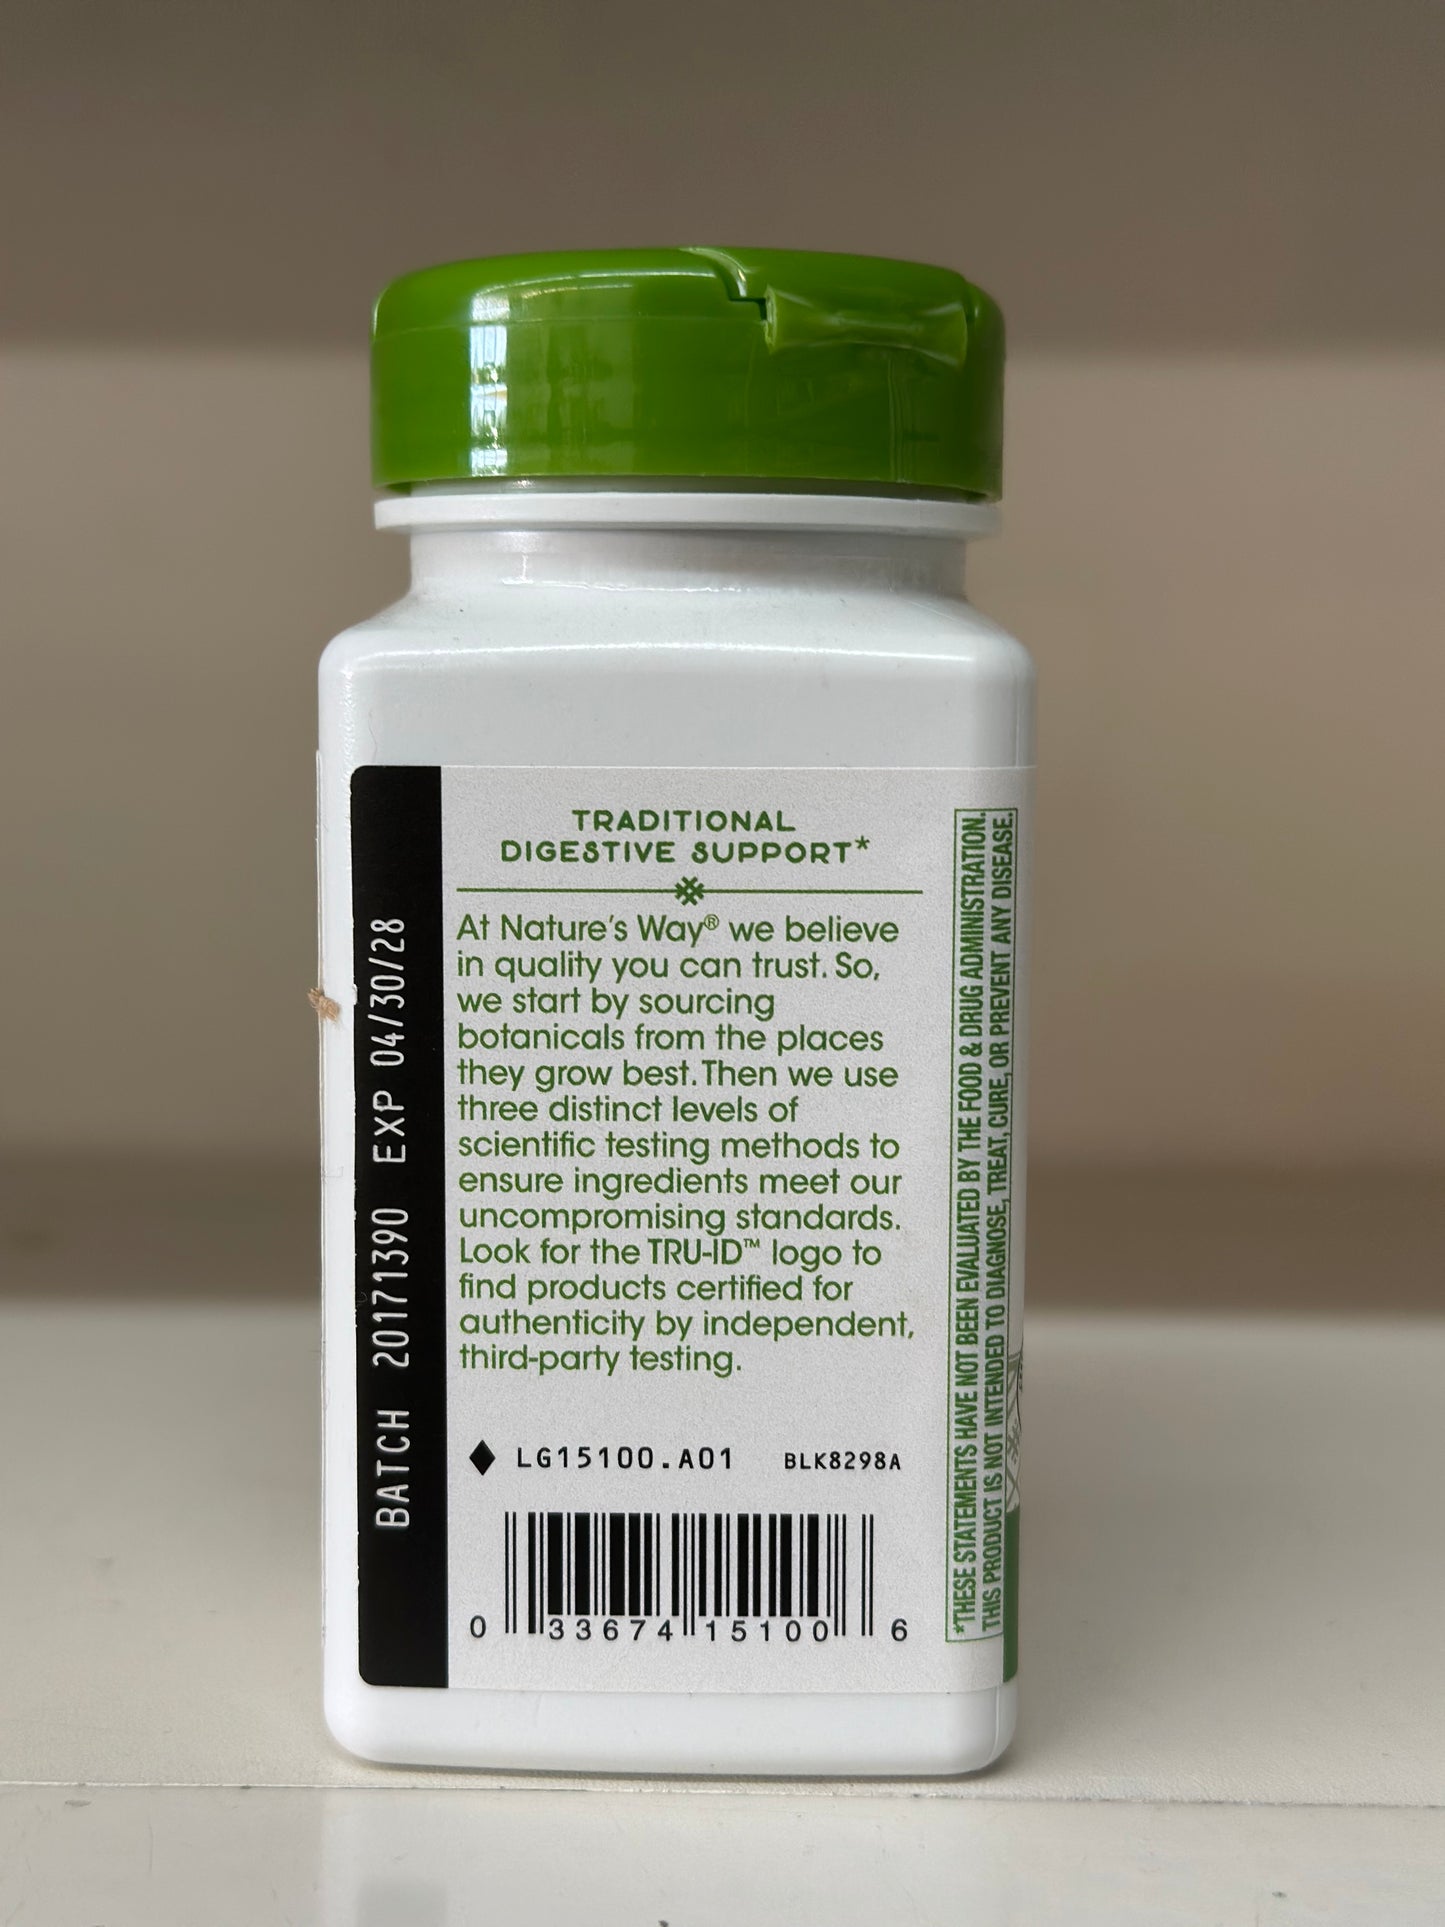 TRADITIONAL
DIGESTIVE SUPPORT*
At Nature's Way® we believe
in quality you can trust. So,
we start by sourcing
botanicals from the places
they grow best. Then we use
three distinct levels of
scientific testing methods to
ensure ingredients meet our
uncompromising standards.
Look for the TRU-ID™ logo to
find products certified for
authenticity by independent,
third-party testing.
♦ LG15100.A01 BLK8298A
0 33674 15100 6
BATCH 20171390 EXP 04/30/28
*THESE STATEMENTS HAVE NOT BEEN EVALUATED BY THE FOOD & DRUG ADMINISTRATION.
THIS PRODUCT IS NOT INTENDED TO DIAGNOSE, TREAT, CURE, OR PREVENT ANY DISEASE.